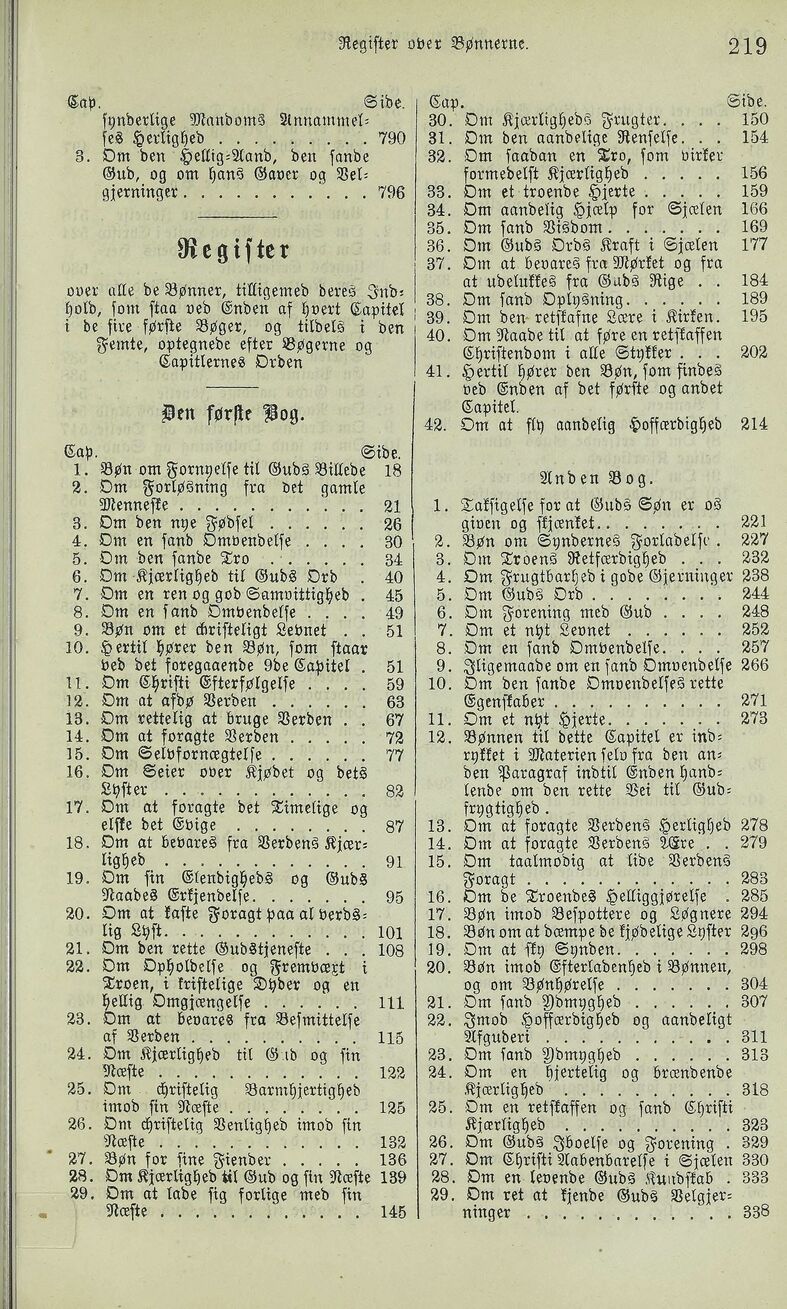 Register over Bønnerne.
219
Cap. Side.
synderlige Mandoms Annammel-
ses Herlighed . . . . . . . . . 790
3. Om den Hellig-Aand, den sande
Gud, og om hans Gaver og Vel-
gjerninger . . . . . . . . . . . 796
Register
over alle de Bønner, tilligemed deres Ind-
hold, som staa ved Enden af hvert Capitel
i de fire første Bøger, og tildels i den
Femte, optegnede efter Bøgerne og
Capitlernes Orden
Den første Bog.
Cap. Side.
1. Bøn om Fornyelse til Guds Billede 18
2. Om Forløsning fra det gamle
Menneske . . . . . . . . . . . 21
3. Om den nye Fødsel . . . . . . 26
4. Om en sand Omvendelse . . . . 30
5. Om den sande Tro . . . . . . 34
6. Om Kjærlighed til Guds Ord . 40
7. Om en ren og god Samvittighed . 45
8. Om en sand Omvendelse . . . . 49
9. Bøn om et christeligt Levnet . . 51
10. Hertil hører den Bøn, som staar
ved det foregaaende 9de Capitel . 51
11. Om Christi Efterfølgelse . . . . 59
12. Om at afdø Verden . . . . . . 63
13. Om rettelig at bruge Verden . . 67
14. Om at foragte Verden . . . . . 72
15. Om Selvfornægtelse . . . . . . 77
16. Om Seier over Kjødet og dets
Lyster . . . . . . . . . . . . 82
17. Om at foragte det Timelige og
elske det Evige . . . . . . . . 87
18. Om at bevares fra Verdens Kjær-
lighed . . . . . . . . . . . . 91
19. Om sin Elendigheds og Guds
Naades Erkjendelse . . . . . . . 95
20. Om at kaste Foragt paa al verds-
lig Lyst . . . . . . . . . . . . 101
21. Om den rette Gudstjeneste . . . 108
22. Om Opholdelse og Fremvæxt i
Troen, i kristelige Dyder og en
hellig Omgjængelse . . . . . . 111
23. Om at bevares fra Besmittelse
af Verden . . . . . . . . . . 115
24. Om Kjærlighed til Gud og sin
Næste . . . . . . . . . . . . 122
25. Om christelig Barmhjertighed
imod sin Næste . . . . . . . . 125
26. Om christelig Venlighed imod sin
Næste . . . . . . . . . . . . 132
27. Bøn for sine Fiender . . . . . 136
28. Om Kjærlighed til Gud og sin Næste 139
29. Om at lade sig forlige med sin
Næste . . . . . . . . . . . . 145
Cap. Side.
30. Om Kjærligheds Frugter . . . . 150
31. Om den aandelige Renselse . . . 154
32. Om saadan en Tro, som virker
formedelst Kjærlighed . . . . . 156
33. Om et troende Hjerte . . . . . 159
34. Om aandelig Hjælp for Sjælen 166
35. Om sand Visdom . . . . . . . 169
36. Om Guds Ords Kraft i Sjælen 177
37. Om at bevares fra Mørket og fra
at udelukkes fra Guds Rige . . 184
38. Om sand Oplysning . . . . . . 189
39. Om den retskafne Lære i Kirken. 195
40. Om Naade til at føre en retskaffen
Christendom i alle Stykker . . . 202
41. Hertil hører den Bøn, som findes
ved Enden af det første og andet
Capitel.
42. Om at fly aandelig Hoffærdighed 214
Anden Bog.
1. Taksigelse for at Guds Søn er os
given og skjænket . . . . . . . . 221
2. Bøn om Syndernes Forladelse . 227
3. Om Troens Retfærdighed . . . 232
4. Om Frugtbarhed i gode Gjerninger 238
5. Om Guds Ord . . . . . . . . 244
6. Om Forening med Gud . . . . 248
7. Om et nyt Levnet . . . . . . 252
8. Om en sand Omvendelse . . . . 257
9. Iligemaade om en sand Omvendelse 266
10. Om den sande Omvendelses rette
Egenskaber . . . . . . . . . . 271
11. Om et nyt Hjerte . . . . . . . 273
12. Bønnen til dette Capitel er ind-
rykket i Materien selv fra den an-
den Paragraf indtil Enden hand-
lende om den rette Vei til Gud-
frygtighed .
13. Om at foragte Verdens Herlighed 278
14. Om at foragte Verdens Ære . . 279
15. Om taalmodig at lide Verdens
Foragt . . . . . . . . . . . . 283
16. Om de Troendes Helliggjørelse . 285
17. Bøn imod Bespottere og Løgnere 294
18. Bøn om at dæmpe de kjødelige Lyster 296
19. Om at fly Synden . . . . . . 298
20. Bøn imod Efterladenhed i Bønnen,
og om Bønhørelse . . . . . . . 304
21. Om sand Ydmyghed . . . . . . 307
22. Imod Hoffærdighed og aandeligt
Afguderi . . . . . . . . . . . 311
23. Om sand Ydmyghed . . . . . . 313
24. Om en hjertelig og brændende
Kjærlighed . . . . . . . . . . 318
25. Om en retskaffen og sand Christi
Kjærlighed . . . . . . . . . . 323
26. Om Guds Iboelse og Forening . 329
27. Om Christi Aabenbarelse i Sjælen 330
28. Om en levende Guds Kundskab . 333
29. Om ret at kjende Guds Velgjer-
ninger . . . . . . . . . . . . 338